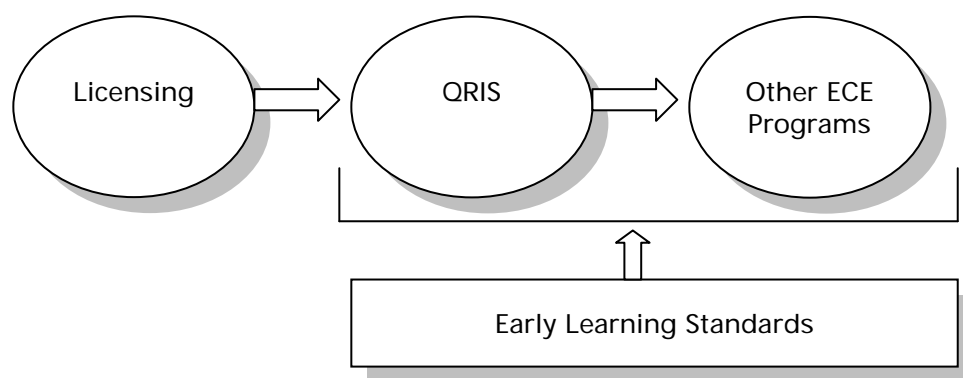 Licensing
QRIS
Other ECE
Programs
Early Learning Standards